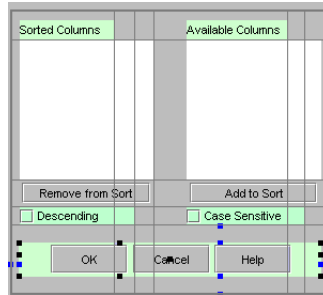 Sorted Columns Available Columns
Remove from Sort Add to Sort
Descending Case Sensitive
OK Cancel Help